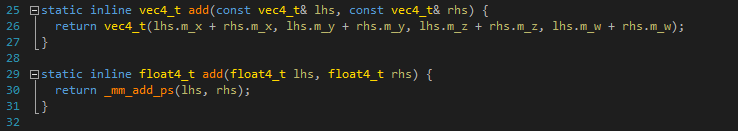 25 static inline vec4_t add(const vec4_t& lhs, const vec4_t& rhs) {
26   return vec4_t(lhs.m_x + rhs.m_x, lhs.m_y + rhs.m_y, lhs.m_z + rhs.m_z, lhs.m_w + rhs.m_w);
27 }
28
29 static inline float4_t add(float4_t lhs, float4_t rhs) {
30   return _mm_add_ps(lhs, rhs);
31 }
32